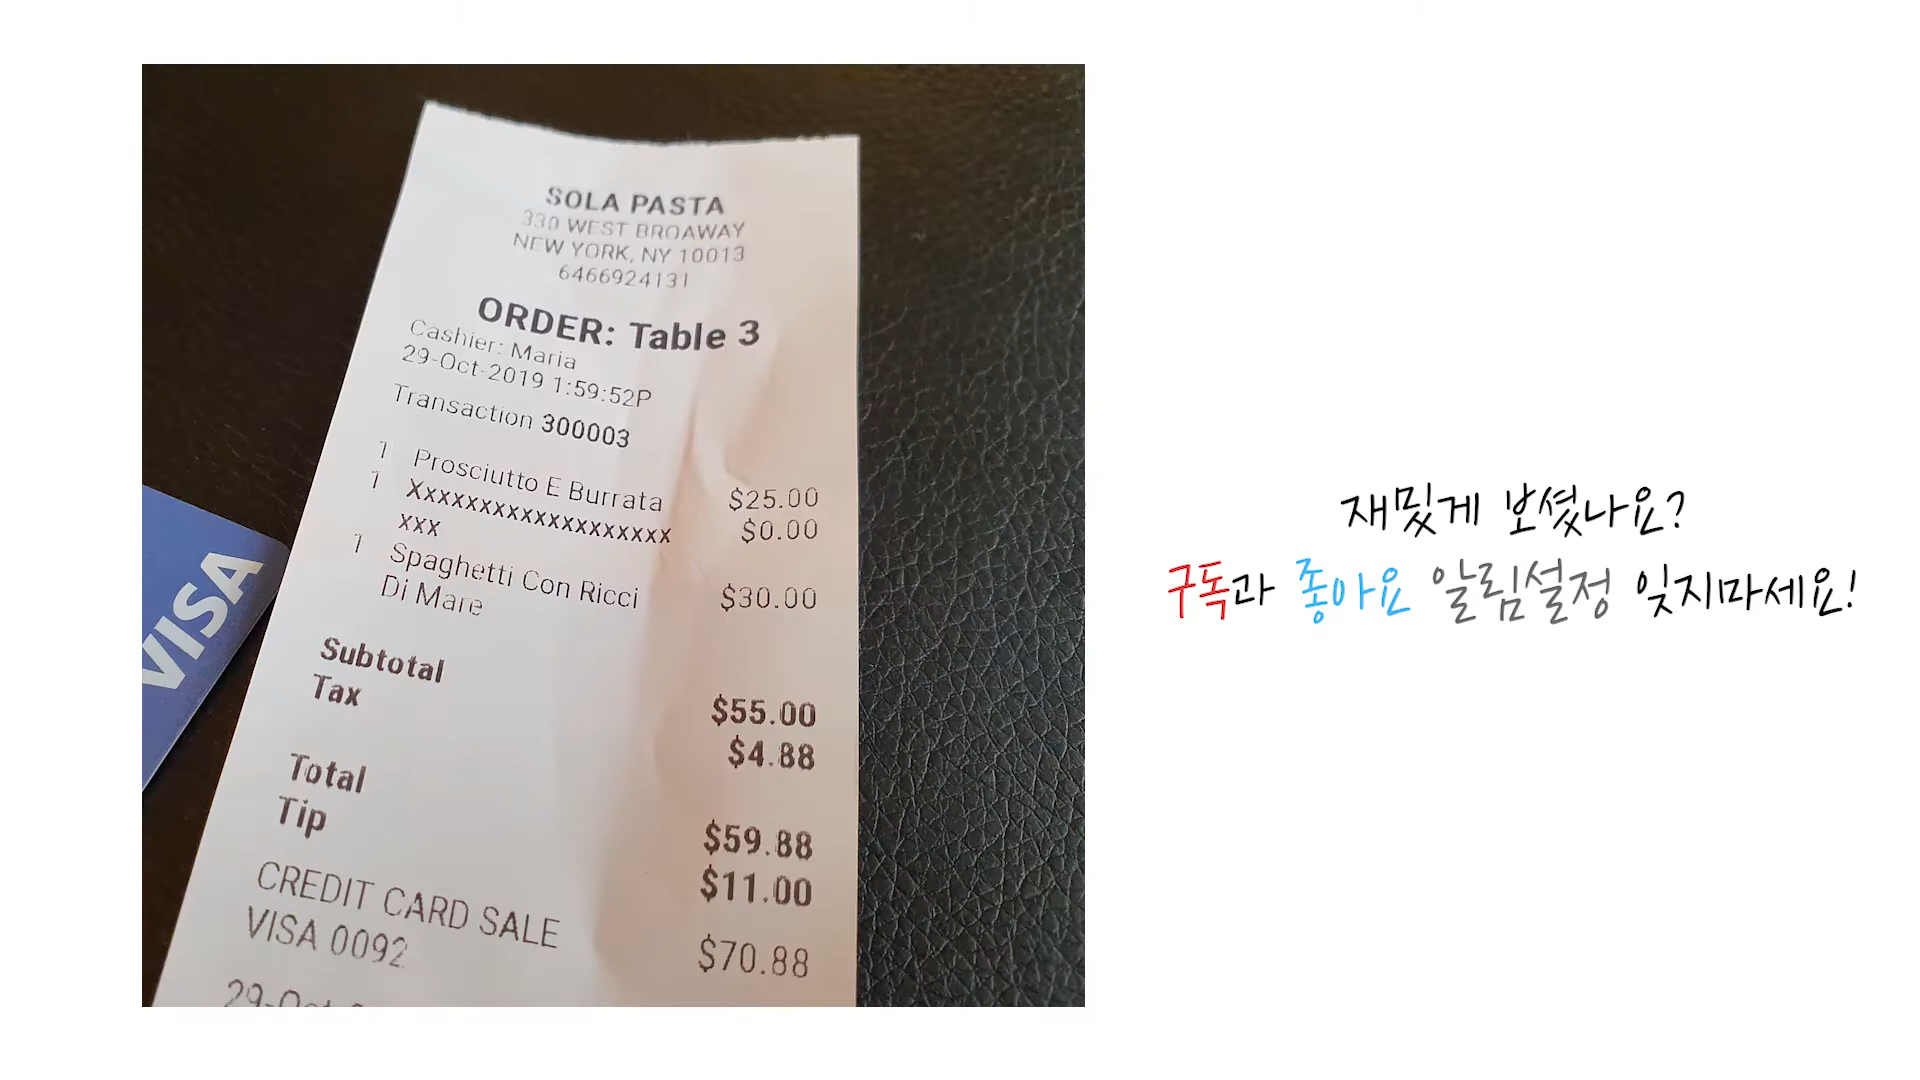 SOLA PASTA
330 WEST BROAWAY
NEW YORK, NY 10013
6466924131
ORDER: Table 3
Cashier: Maria
29-Oct-2019 1:59:52P
Transaction 300003
1 Prosciutto E Burrata $25.00
1 Xxxxxxxxxxxxxxxxxxx $0.00
xxx
1 Spaghetti Con Ricci $30.00
Di Mare
Subtotal $55.00
Tax $4.88
Total $59.88
Tip $11.00
CREDIT CARD SALE $70.88
VISA 0092
VISA
재밌게 보셨나요?
구독과 좋아요 알림설정 잊지마세요!